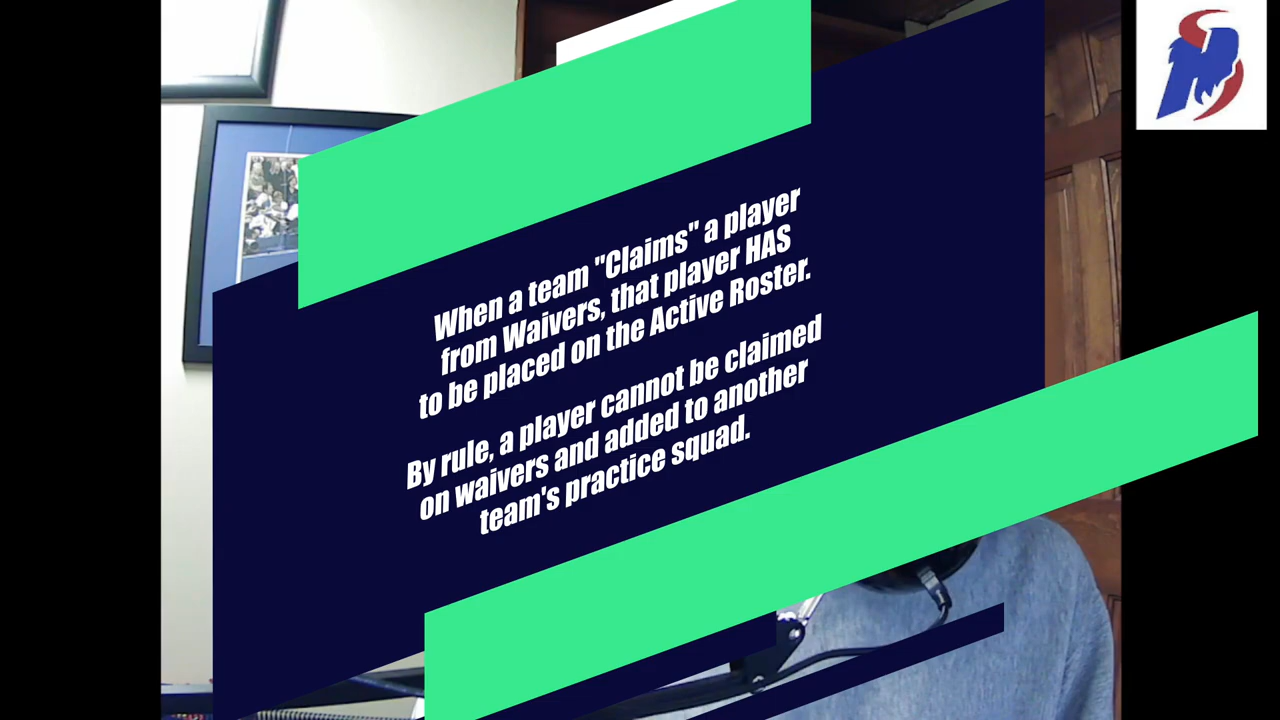 When a team "Claims" a player
from Waivers, that player HAS
to be placed on the Active Roster.
By rule, a player cannot be claimed
on waivers and added to another
team's practice squad.